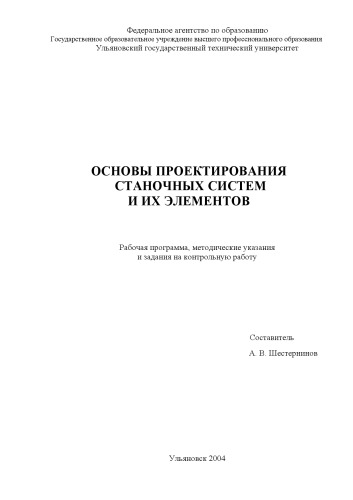 Федеральное агентство по образованию
Государственное образовательное учреждение высшего профессионального образования
Ульяновский государственный технический университет
ОСНОВЫ ПРОЕКТИРОВАНИЯ
СТАНОЧНЫХ СИСТЕМ
И ИХ ЭЛЕМЕНТОВ
Рабочая программа, методические указания
и задания на контрольную работу
Составитель
А. В. Шестернинов
Ульяновск 2004